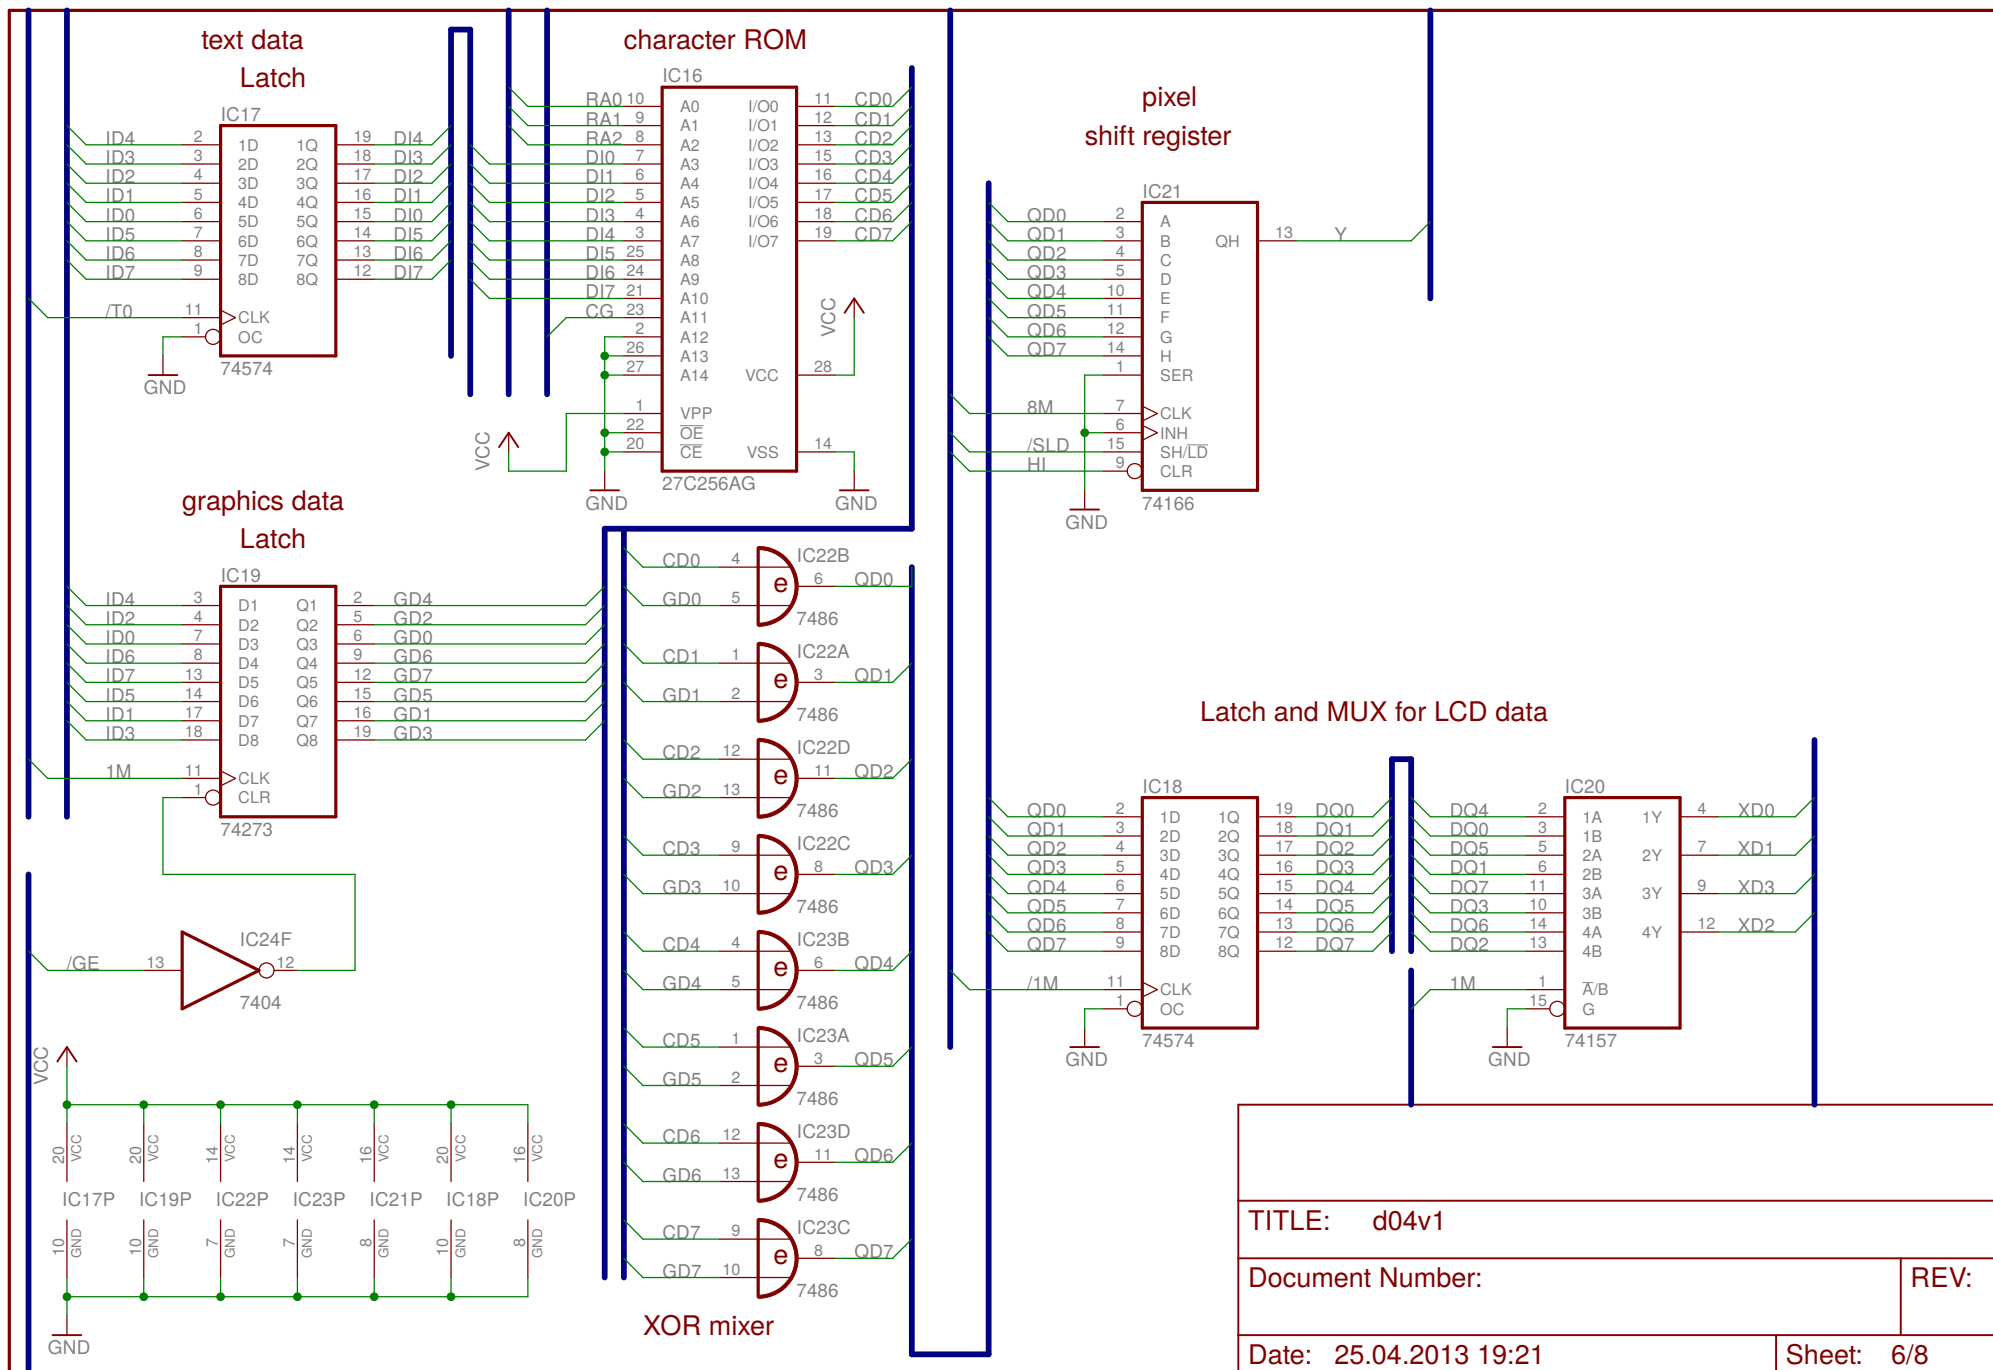 text data
Latch
IC17
ID4 2 1D 1Q 19 DI4
ID3 3 2D 2Q 18 DI3
ID2 4 3D 3Q 17 DI2
ID1 5 4D 4Q 16 DI1
ID0 6 5D 5Q 15 DI0
ID5 7 6D 6Q 14 DI5
ID6 8 7D 7Q 13 DI6
ID7 9 8D 8Q 12 DI7
/T0 11 CLK
1 OC
GND
74574
character ROM
IC16
RA0 10 A0 I/O0 11 CD0
RA1 9 A1 I/O1 12 CD1
RA2 8 A2 I/O2 13 CD2
DI0 7 A3 I/O3 15 CD3
DI1 6 A4 I/O4 16 CD4
DI2 5 A5 I/O5 17 CD5
DI3 4 A6 I/O6 18 CD6
DI4 3 A7 I/O7 19 CD7
DI5 25 A8
DI6 24 A9
DI7 21 A10
CG 23 A11
2 A12
26 A13
27 A14 VCC 28
VCC
1 VPP
22 OE
20 CE VSS 14
VCC
27C256AG
GND
GND
pixel
shift register
IC21
QD0 2 A
QD1 3 B QH 13 Y
QD2 4 C
QD3 5 D
QD4 10 E
QD5 11 F
QD6 12 G
QD7 14 H
1 SER
8M 7 CLK
6 INH
/SLD 15 SH/LD
HI 9 CLR
74166
GND
graphics data
Latch
IC19
ID4 3 D1 Q1 2 GD4
ID2 4 D2 Q2 5 GD2
ID0 7 D3 Q3 6 GD0
ID6 8 D4 Q4 9 GD6
ID7 13 D5 Q5 12 GD7
ID5 14 D6 Q6 15 GD5
ID1 17 D7 Q7 16 GD1
ID3 18 D8 Q8 19 GD3
1M 11 CLK
1 CLR
74273
/GE 13 IC24F 12
7404
CD0 4 IC22B
6 QD0
GD0 5
7486
CD1 1 IC22A
3 QD1
GD1 2
7486
CD2 12 IC22D
11 QD2
GD2 13
7486
CD3 9 IC22C
8 QD3
GD3 10
7486
CD4 4 IC23B
6 QD4
GD4 5
7486
CD5 1 IC23A
3 QD5
GD5 2
7486
CD6 12 IC23D
11 QD6
GD6 13
7486
CD7 9 IC23C
8 QD7
GD7 10
7486
e
e
e
e
e
e
e
e
XOR mixer
Latch and MUX for LCD data
IC18
QD0 2 1D 1Q 19 DQ0
QD1 3 2D 2Q 18 DQ1
QD2 4 3D 3Q 17 DQ2
QD3 5 4D 4Q 16 DQ3
QD4 6 5D 5Q 15 DQ4
QD5 7 6D 6Q 14 DQ5
QD6 8 7D 7Q 13 DQ6
QD7 9 8D 8Q 12 DQ7
/1M 11 CLK
1 OC
GND
74574
IC20
DQ4 2 1A 1Y 4 XD0
DQ0 3 1B
DQ5 5 2A 2Y 7 XD1
DQ1 6 2B
DQ7 11 3A 3Y 9 XD3
DQ3 10 3B
DQ6 14 4A 4Y 12 XD2
DQ2 13 4B
1M 1 A/B
15 G
GND
74157
VCC
20 VCC 20 VCC 14 VCC 14 VCC 16 VCC 20 VCC 16 VCC
IC17P IC19P IC22P IC23P IC21P IC18P IC20P
10 GND 10 GND 7 GND 7 GND 8 GND 10 GND 8 GND
GND
TITLE: d04v1
Document Number:
REV:
Date: 25.04.2013 19:21
Sheet: 6/8